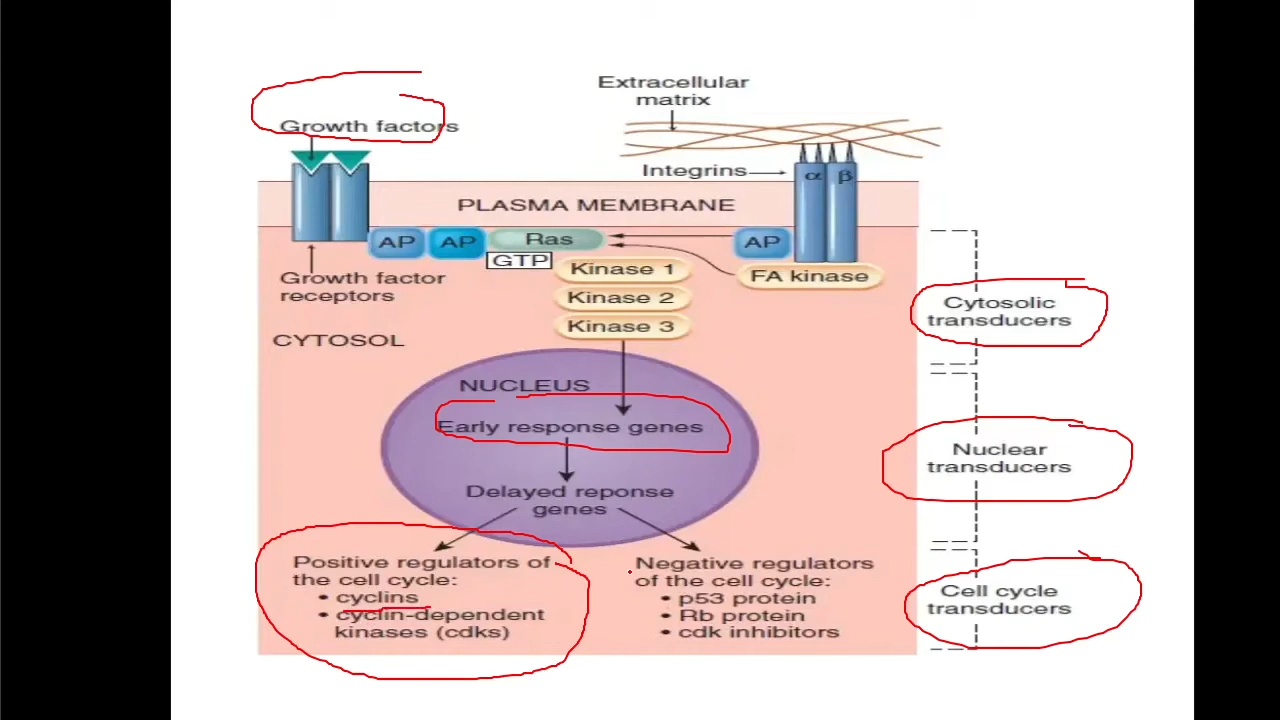 Extracellular
matrix
Growth factors
Integrins
α β
PLASMA MEMBRANE
AP AP Ras AP
GTP
Kinase 1
FA kinase
Growth factor
receptors
Kinase 2
Kinase 3
CYTOSOL
Cytosolic
transducers
NUCLEUS
Early response genes
Nuclear
transducers
Delayed reponse
genes
Positive regulators of
the cell cycle:
• cyclins
• cyclin-dependent
kinases (cdks)
Negative regulators
of the cell cycle:
• p53 protein
• Rb protein
• cdk inhibitors
Cell cycle
transducers